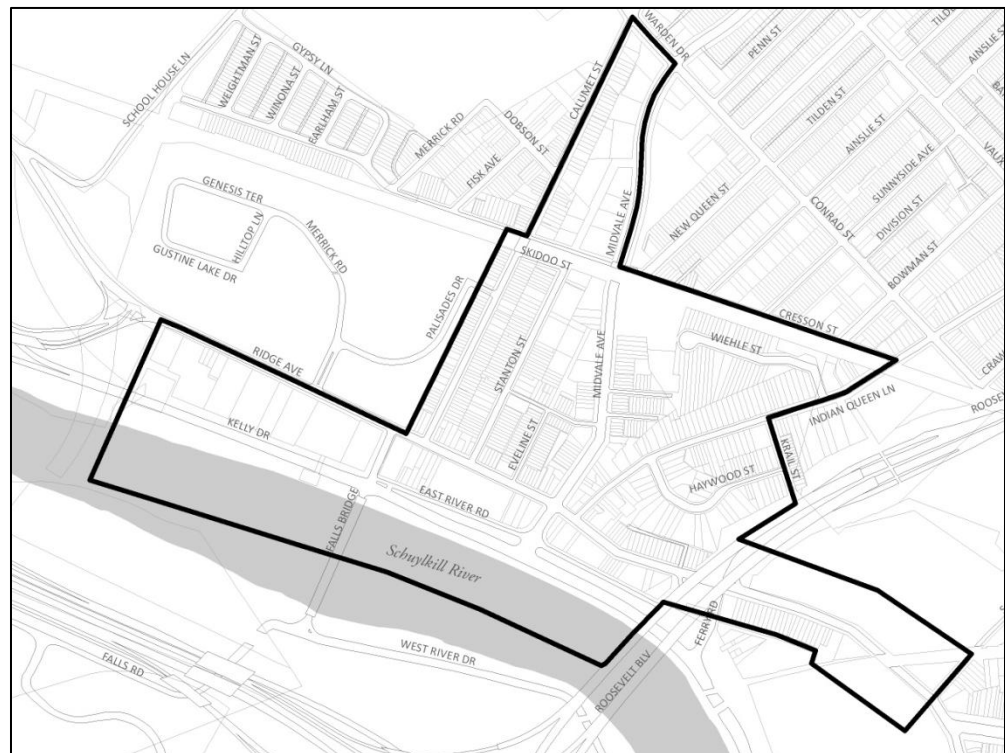 WARDEN DR
PENN ST
TILDEN ST
AINSLIE ST
SCHOOL HOUSE LN
GYPSY LN
WEIGHTMAN ST
WINONA ST
EARLHAM ST
CALUMET ST
MERRICK RD
DOBSON ST
FISK AVE
TILDEN ST
AINSLIE ST
SUNNYSIDE AVE
VAUX
GENESIS TER
HILLTOP LN
MERRICK RD
GUSTINE LAKE DR
MIDVALE AVE
NEW QUEEN ST
CONRAD ST
DIVISION ST
BOWMAN ST
SKIDOO ST
PALISADES DR
CRESSON ST
WIEHLE ST
RIDGE AVE
STANTON ST
MIDVALE AVE
INDIAN QUEEN LN
KELLY DR
EVELINE ST
HAYWOOD ST
KRAIL ST
EAST RIVER RD
FALLS BRIDGE
Schuylkill River
FERRY RD
WEST RIVER DR
ROOSEVELT BLV
FALLS RD